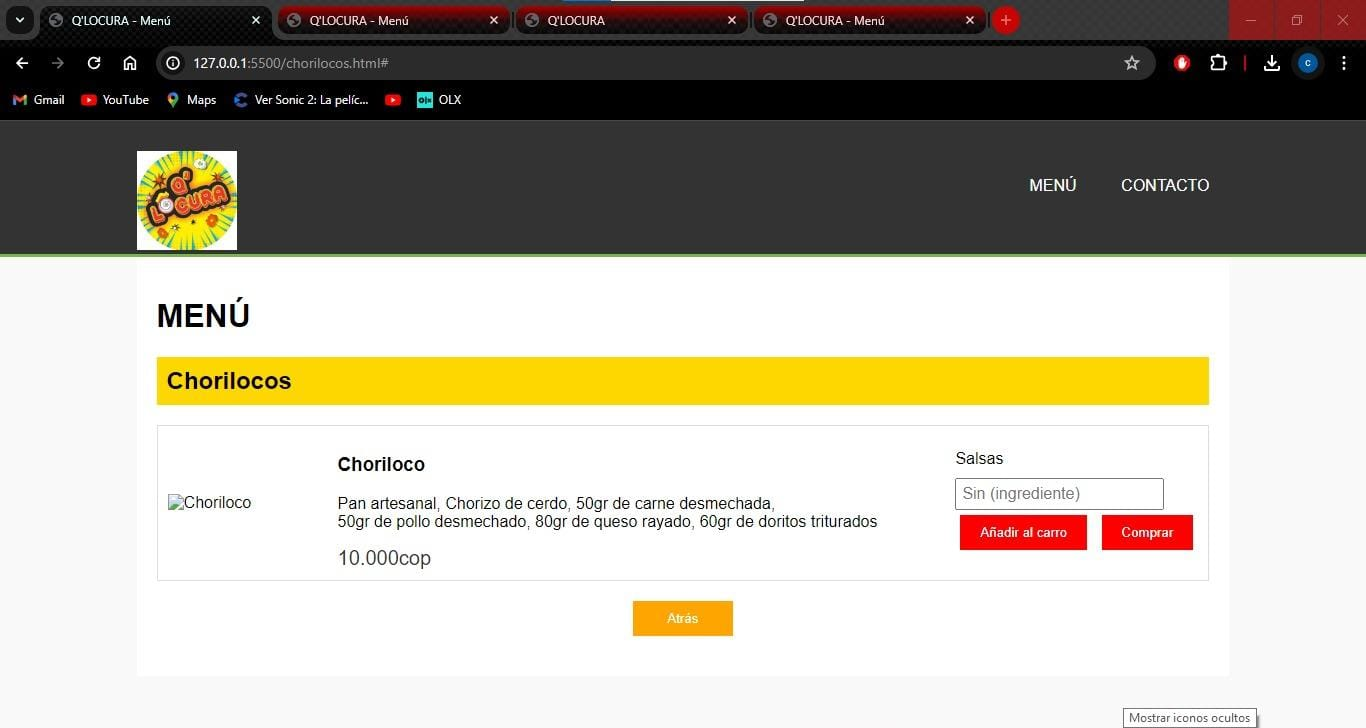 Q'LOCURA - Menú
Q'LOCURA - Menú
Q'LOCURA
Q'LOCURA - Menú
127.0.0.1:5500/chorilocos.html#
c
Gmail
YouTube
Maps
Ver Sonic 2: La pelíc...
olx
OLX
Q'
LOCURA
MENÚ
CONTACTO
MENÚ
Chorilocos
Choriloco
Choriloco
Pan artesanal, Chorizo de cerdo, 50gr de carne desmechada,
50gr de pollo desmechado, 80gr de queso rayado, 60gr de doritos triturados
10.000cop
Salsas
Sin (ingrediente)
Añadir al carro
Comprar
Atrás
Mostrar iconos ocultos